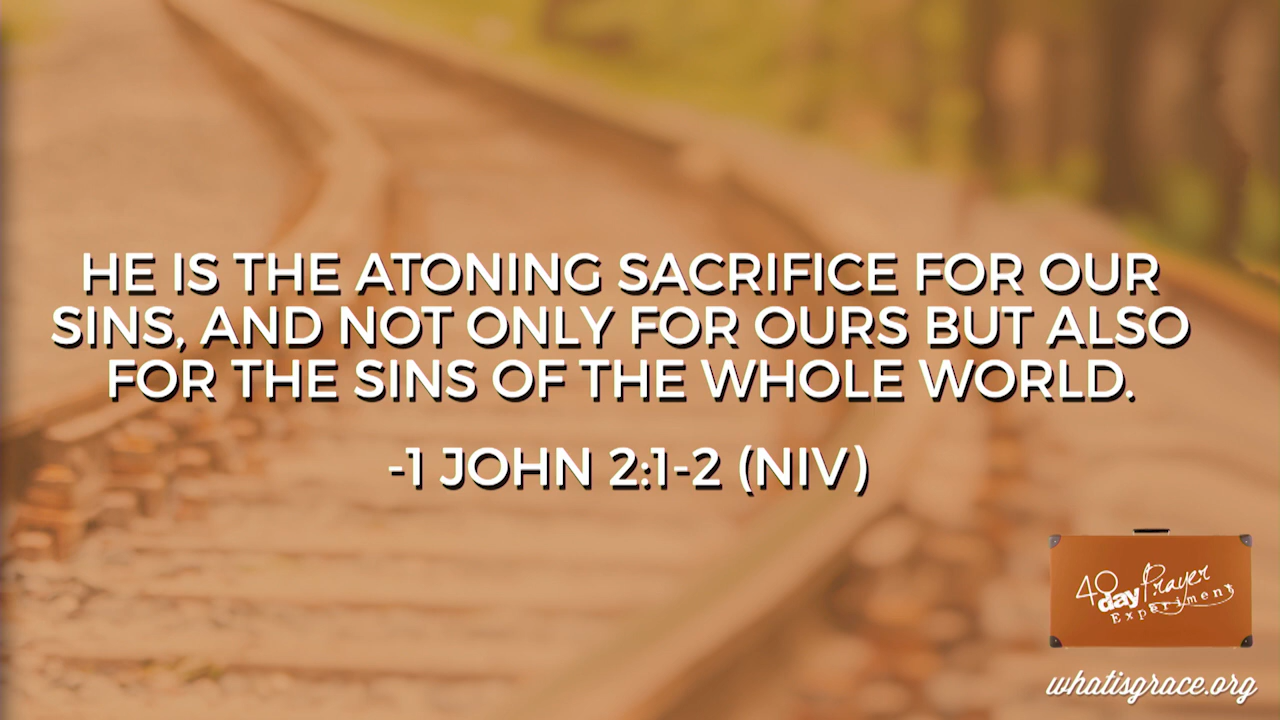 HE IS THE ATONING SACRIFICE FOR OUR
SINS, AND NOT ONLY FOR OURS BUT ALSO
FOR THE SINS OF THE WHOLE WORLD.
-1 JOHN 2:1-2 (NIV)
40 day Prayer
Experiment
whatisgrace.org